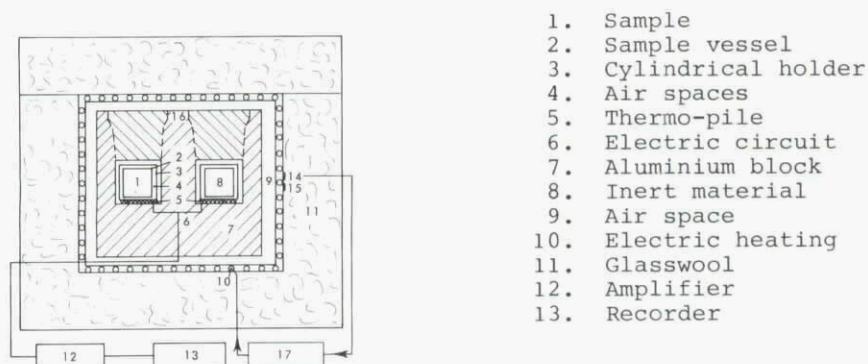 16
2
3
1
4
8
9
14
15
5
11
6
7
10
12
13
17
1. Sample
2. Sample vessel
3. Cylindrical holder
4. Air spaces
5. Thermo-pile
6. Electric circuit
7. Aluminium block
8. Inert material
9. Air space
10. Electric heating
11. Glasswool
12. Amplifier
13. Recorder